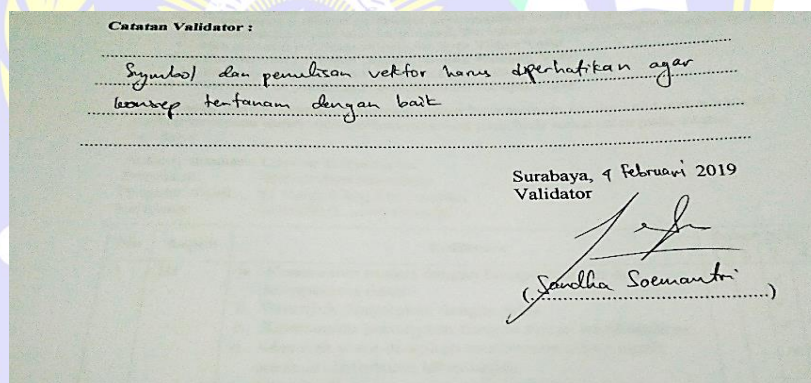 Catatan Validator :
Symbol dan penulisan vektor harus diperhatikan agar
konsep tertanam dengan baik
Surabaya, 4 Februari 2019
Validator
(Sandha Soemantri)